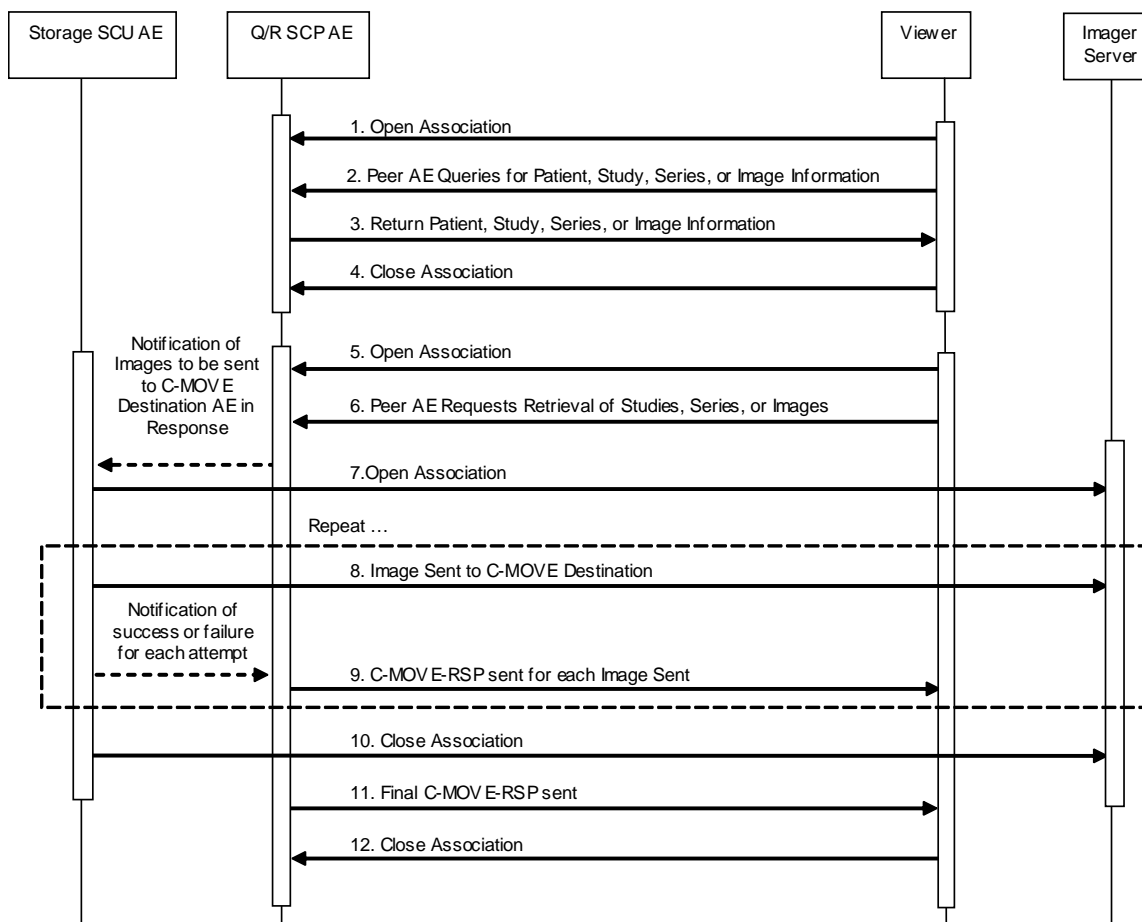 Storage SCU AE
Q/R SCP AE
Viewer
Imager
Server
1. Open Association
2. Peer AE Queries for Patient, Study, Series, or Image Information
3. Return Patient, Study, Series, or Image Information
4. Close Association
Notification of
Images to be sent
to C-MOVE
Destination AE in
Response
5. Open Association
6. Peer AE Requests Retrieval of Studies, Series, or Images
7.Open Association
Repeat …
8. Image Sent to C-MOVE Destination
Notification of
success or failure
for each attempt
9. C-MOVE-RSP sent for each Image Sent
10. Close Association
11. Final C-MOVE-RSP sent
12. Close Association